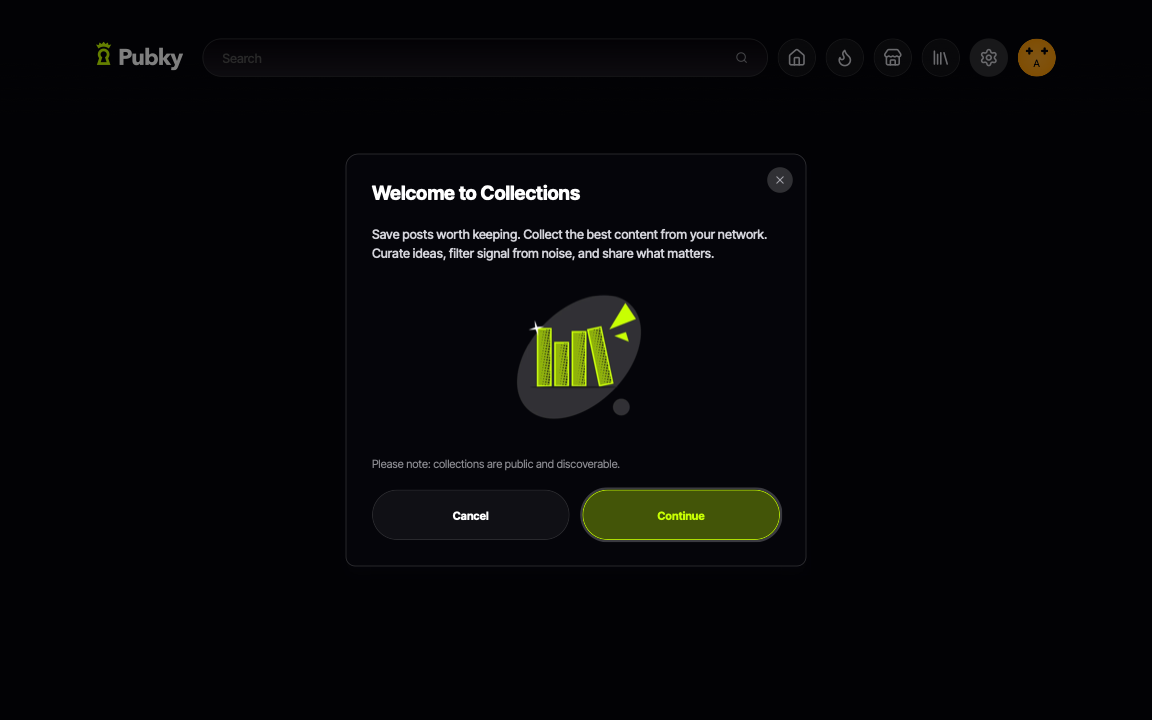 Pubky
Search
A
Welcome to Collections
Save posts worth keeping. Collect the best content from your network.
Curate ideas, filter signal from noise, and share what matters.
Please note: collections are public and discoverable.
Cancel
Continue